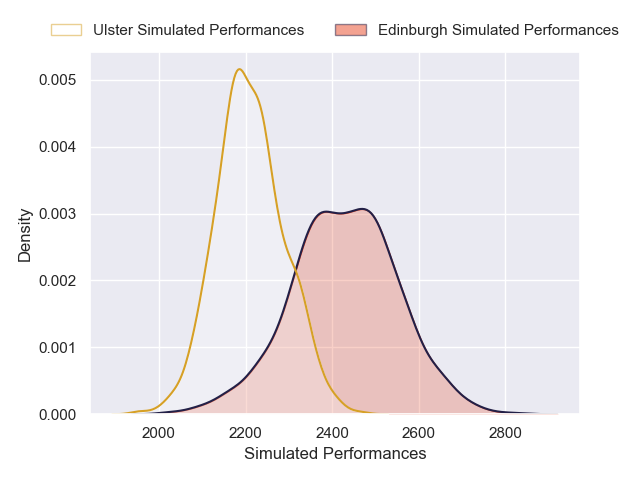 Ulster Simulated Performances Edinburgh Simulated Performances
0.005
0.004
0.003
0.002
0.001
0.000
Density
2000 2200 2400 2600 2800
Simulated Performances